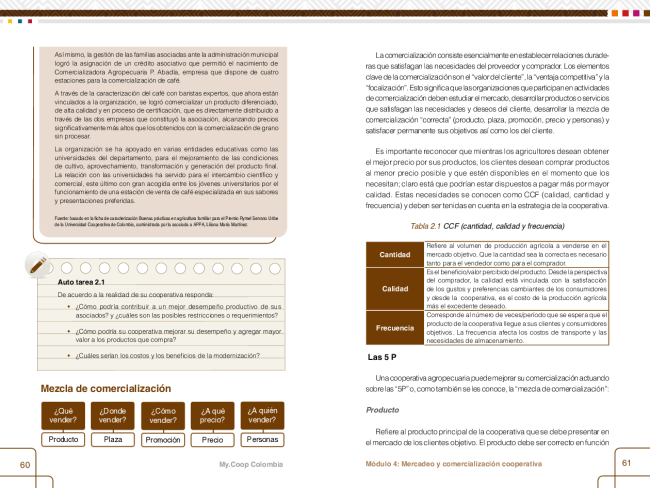 Así mismo, la gestión de las familias asociadas ante la administración municipal
logró la asignación de un crédito asociativo que permitió el nacimiento de
Comercializadora Agropecuaria P. Abadía, empresa que dispone de cuatro
estaciones para la comercialización de café.
A través de la caracterización del café con baristas expertos, que ahora están
vinculados a la organización, se logró comercializar un producto diferenciado,
de alta calidad y en proceso de certificación, que es directamente distribuido a
través de las dos empresas que constituyó la asociación, alcanzando precios
significativamente más altos que los obtenidos con la comercialización de grano
sin procesar.
La organización se ha apoyado en varias entidades educativas como las
universidades del departamento, para el mejoramiento de las condiciones
de cultivo, aprovechamiento, transformación y generación del producto final.
La relación con las universidades ha servido para el intercambio científico y
comercial, este último con gran acogida entre los jóvenes universitarios por el
funcionamiento de una estación de venta de café especializada en sus sabores
y presentaciones preferidas.
Fuente: basada en la ficha de caracterización Buenas prácticas en agricultura familiar para el Premio Pymel Serrano Uribe
de la Universidad Cooperativa de Colombia, suministrada por la asociada a APPA, Liliana María Martínez.
Auto tarea 2.1
De acuerdo a la realidad de su cooperativa responda:
• ¿Cómo podría contribuir a un mejor desempeño productivo de sus
asociados? y ¿cuáles son las posibles restricciones o requerimientos?
• ¿Cómo podría su cooperativa mejorar su desempeño y agregar mayor
valor a los productos que compra?
• ¿Cuáles serían los costos y los beneficios de la modernización?
Mezcla de comercialización
¿Qué vender? ¿Donde vender? ¿Cómo vender? ¿A qué precio? ¿A quién vender?
Producto Plaza Promoción Precio Personas
60
My.Coop Colombia
La comercialización consiste esencialmente en establecer relaciones durade-
ras que satisfagan las necesidades del proveedor y comprador. Los elementos
clave de la comercialización son el “valor del cliente”, la “ventaja competitiva” y la
“focalización”. Esto significa que las organizaciones que participan en actividades
de comercialización deben estudiar el mercado, desarrollar productos o servicios
que satisfagan las necesidades y deseos del cliente, desarrollar la mezcla de
comercialización “correcta” (producto, plaza, promoción, precio y personas) y
satisfacer permanente sus objetivos así como los del cliente.
Es importante reconocer que mientras los agricultores desean obtener
el mejor precio por sus productos, los clientes desean comprar productos
al menor precio posible y que estén disponibles en el momento que los
necesitan; claro está que podrían estar dispuestos a pagar más por mayor
calidad. Estas necesidades se conocen como CCF (calidad, cantidad y
frecuencia) y deben ser tenidas en cuenta en la estrategia de la cooperativa.
Tabla 2.1 CCF (cantidad, calidad y frecuencia)
Cantidad
Refiere al volumen de producción agrícola a venderse en el
mercado objetivo. Que la cantidad sea la correcta es necesario
tanto para el vendedor como para el comprador.
Calidad
Es el beneficio/valor percibido del producto. Desde la perspectiva
del comprador, la calidad está vinculada con la satisfacción
de los gustos y preferencias cambiantes de los consumidores
y desde la cooperativa, es el costo de la producción agrícola
más el excedente deseado.
Frecuencia
Corresponde al número de veces/periodo que se espera que el
producto de la cooperativa llegue a sus clientes y consumidores
objetivos. La frecuencia afecta los costos de transporte y las
necesidades de almacenamiento.
Las 5 P
Una cooperativa agropecuaria puede mejorar su comercialización actuando
sobre las “5P” o, como también se les conoce, la “mezcla de comercialización”:
Producto
Refiere al producto principal de la cooperativa que se debe presentar en
el mercado de los clientes objetivo. El producto debe ser correcto en función
Módulo 4: Mercadeo y comercialización cooperativa
61